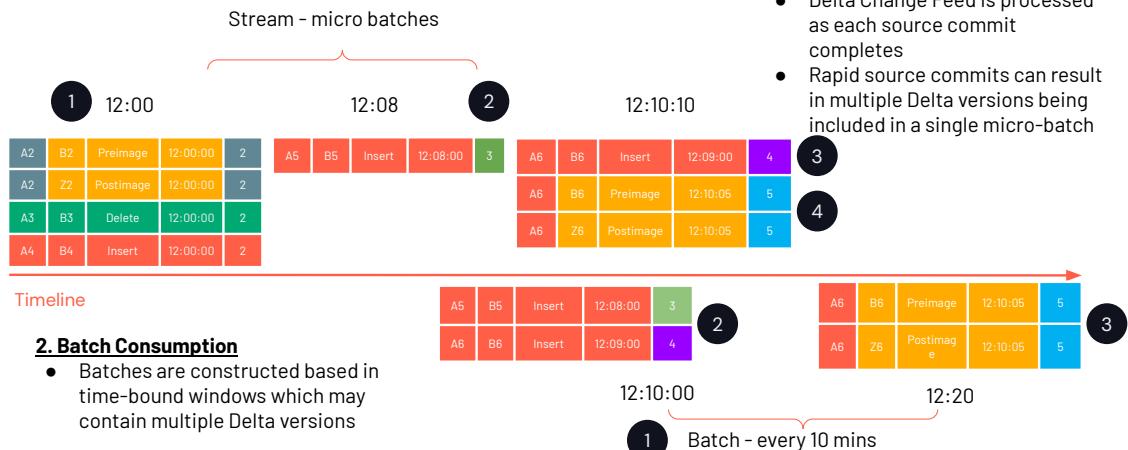 Stream - micro batches
● Delta Change Feed is processed
as each source commit
completes
● Rapid source commits can result
in multiple Delta versions being
included in a single micro-batch
1 12:00
12:08 2
12:10:10
A2 B2 Preimage 12:00:00 2
A2 Z2 Postimage 12:00:00 2
A3 B3 Delete 12:00:00 2
A4 B4 Insert 12:00:00 2
A5 B5 Insert 12:08:00 3
A6 B6 Insert 12:09:00 4
3
A6 B6 Preimage 12:10:05 5
A6 Z6 Postimage 12:10:05 5
4
Timeline
2. Batch Consumption
● Batches are constructed based in
time-bound windows which may
contain multiple Delta versions
A5 B5 Insert 12:08:00 3
A6 B6 Insert 12:09:00 4
2
A6 B6 Preimage 12:10:05 5
A6 Z6 Postimag
e 12:10:05 5
3
12:10:00
12:20
1 Batch - every 10 mins